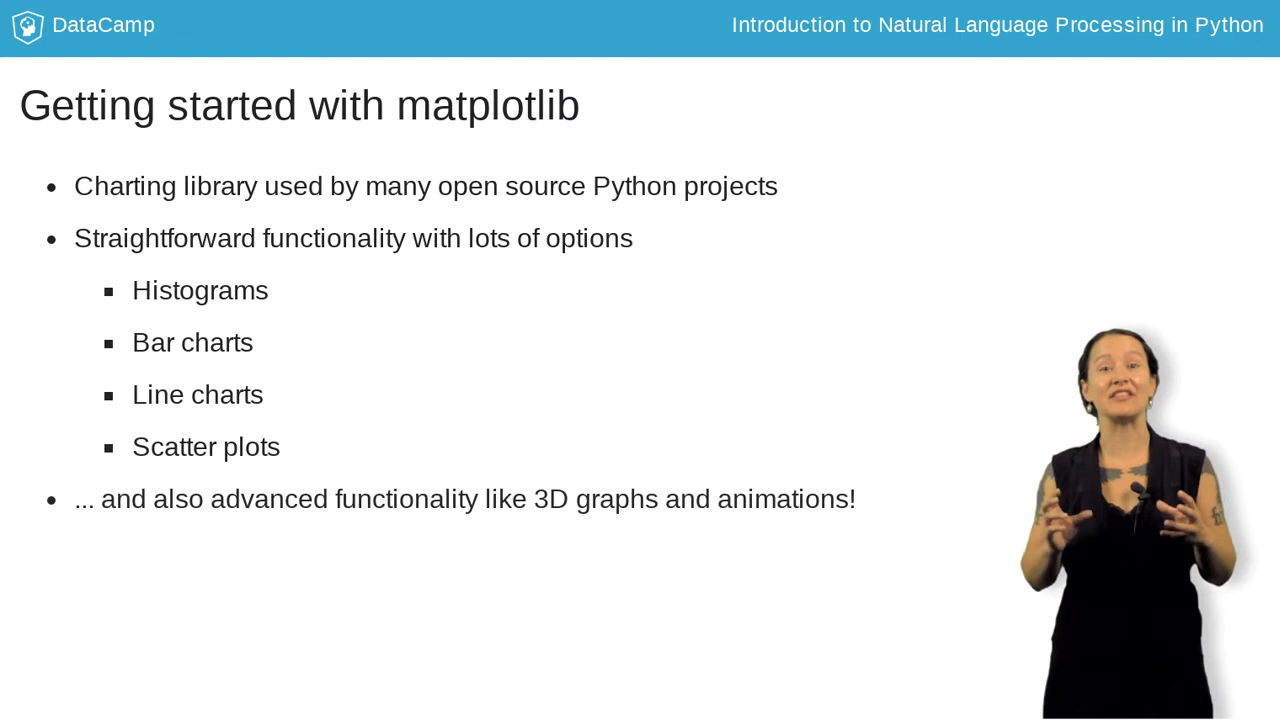 DataCamp
Introduction to Natural Language Processing in Python
Getting started with matplotlib
Charting library used by many open source Python projects
Straightforward functionality with lots of options
Histograms
Bar charts
Line charts
Scatter plots
... and also advanced functionality like 3D graphs and animations!